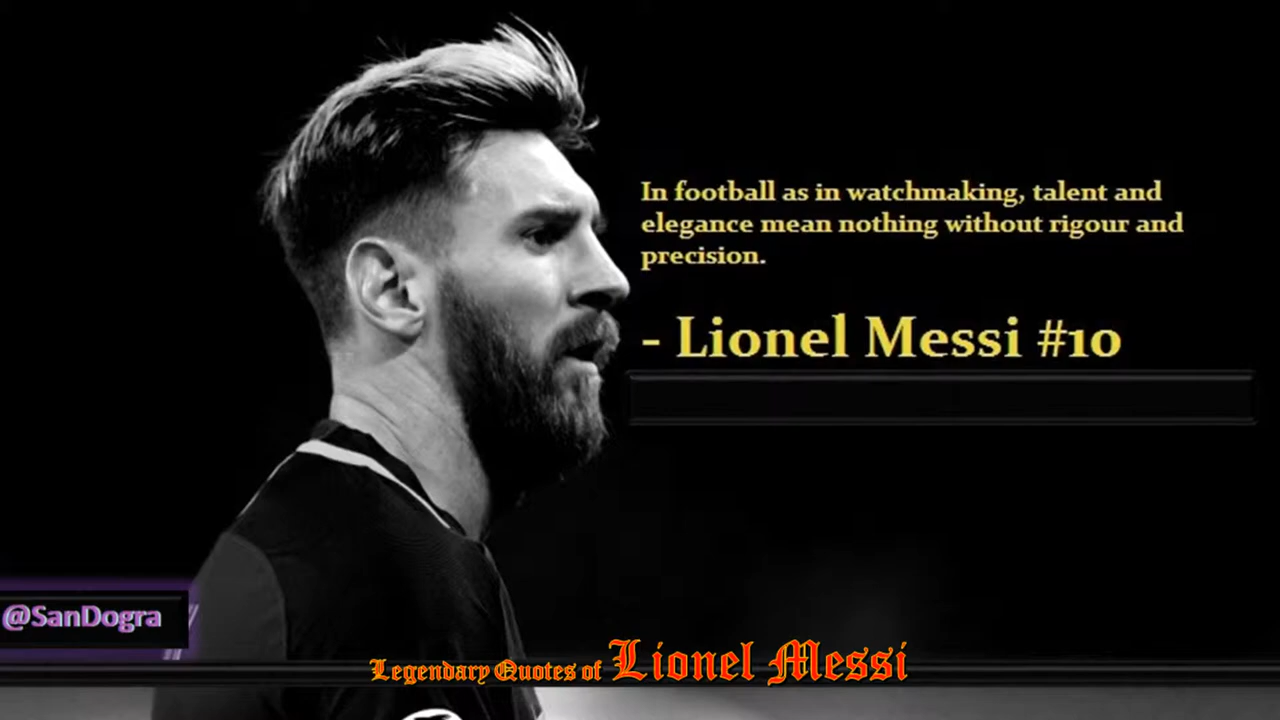 In football as in watchmaking, talent and
elegance mean nothing without rigour and
precision.
- Lionel Messi #10
@SanDogra
Legendary Quotes of Lionel Messi